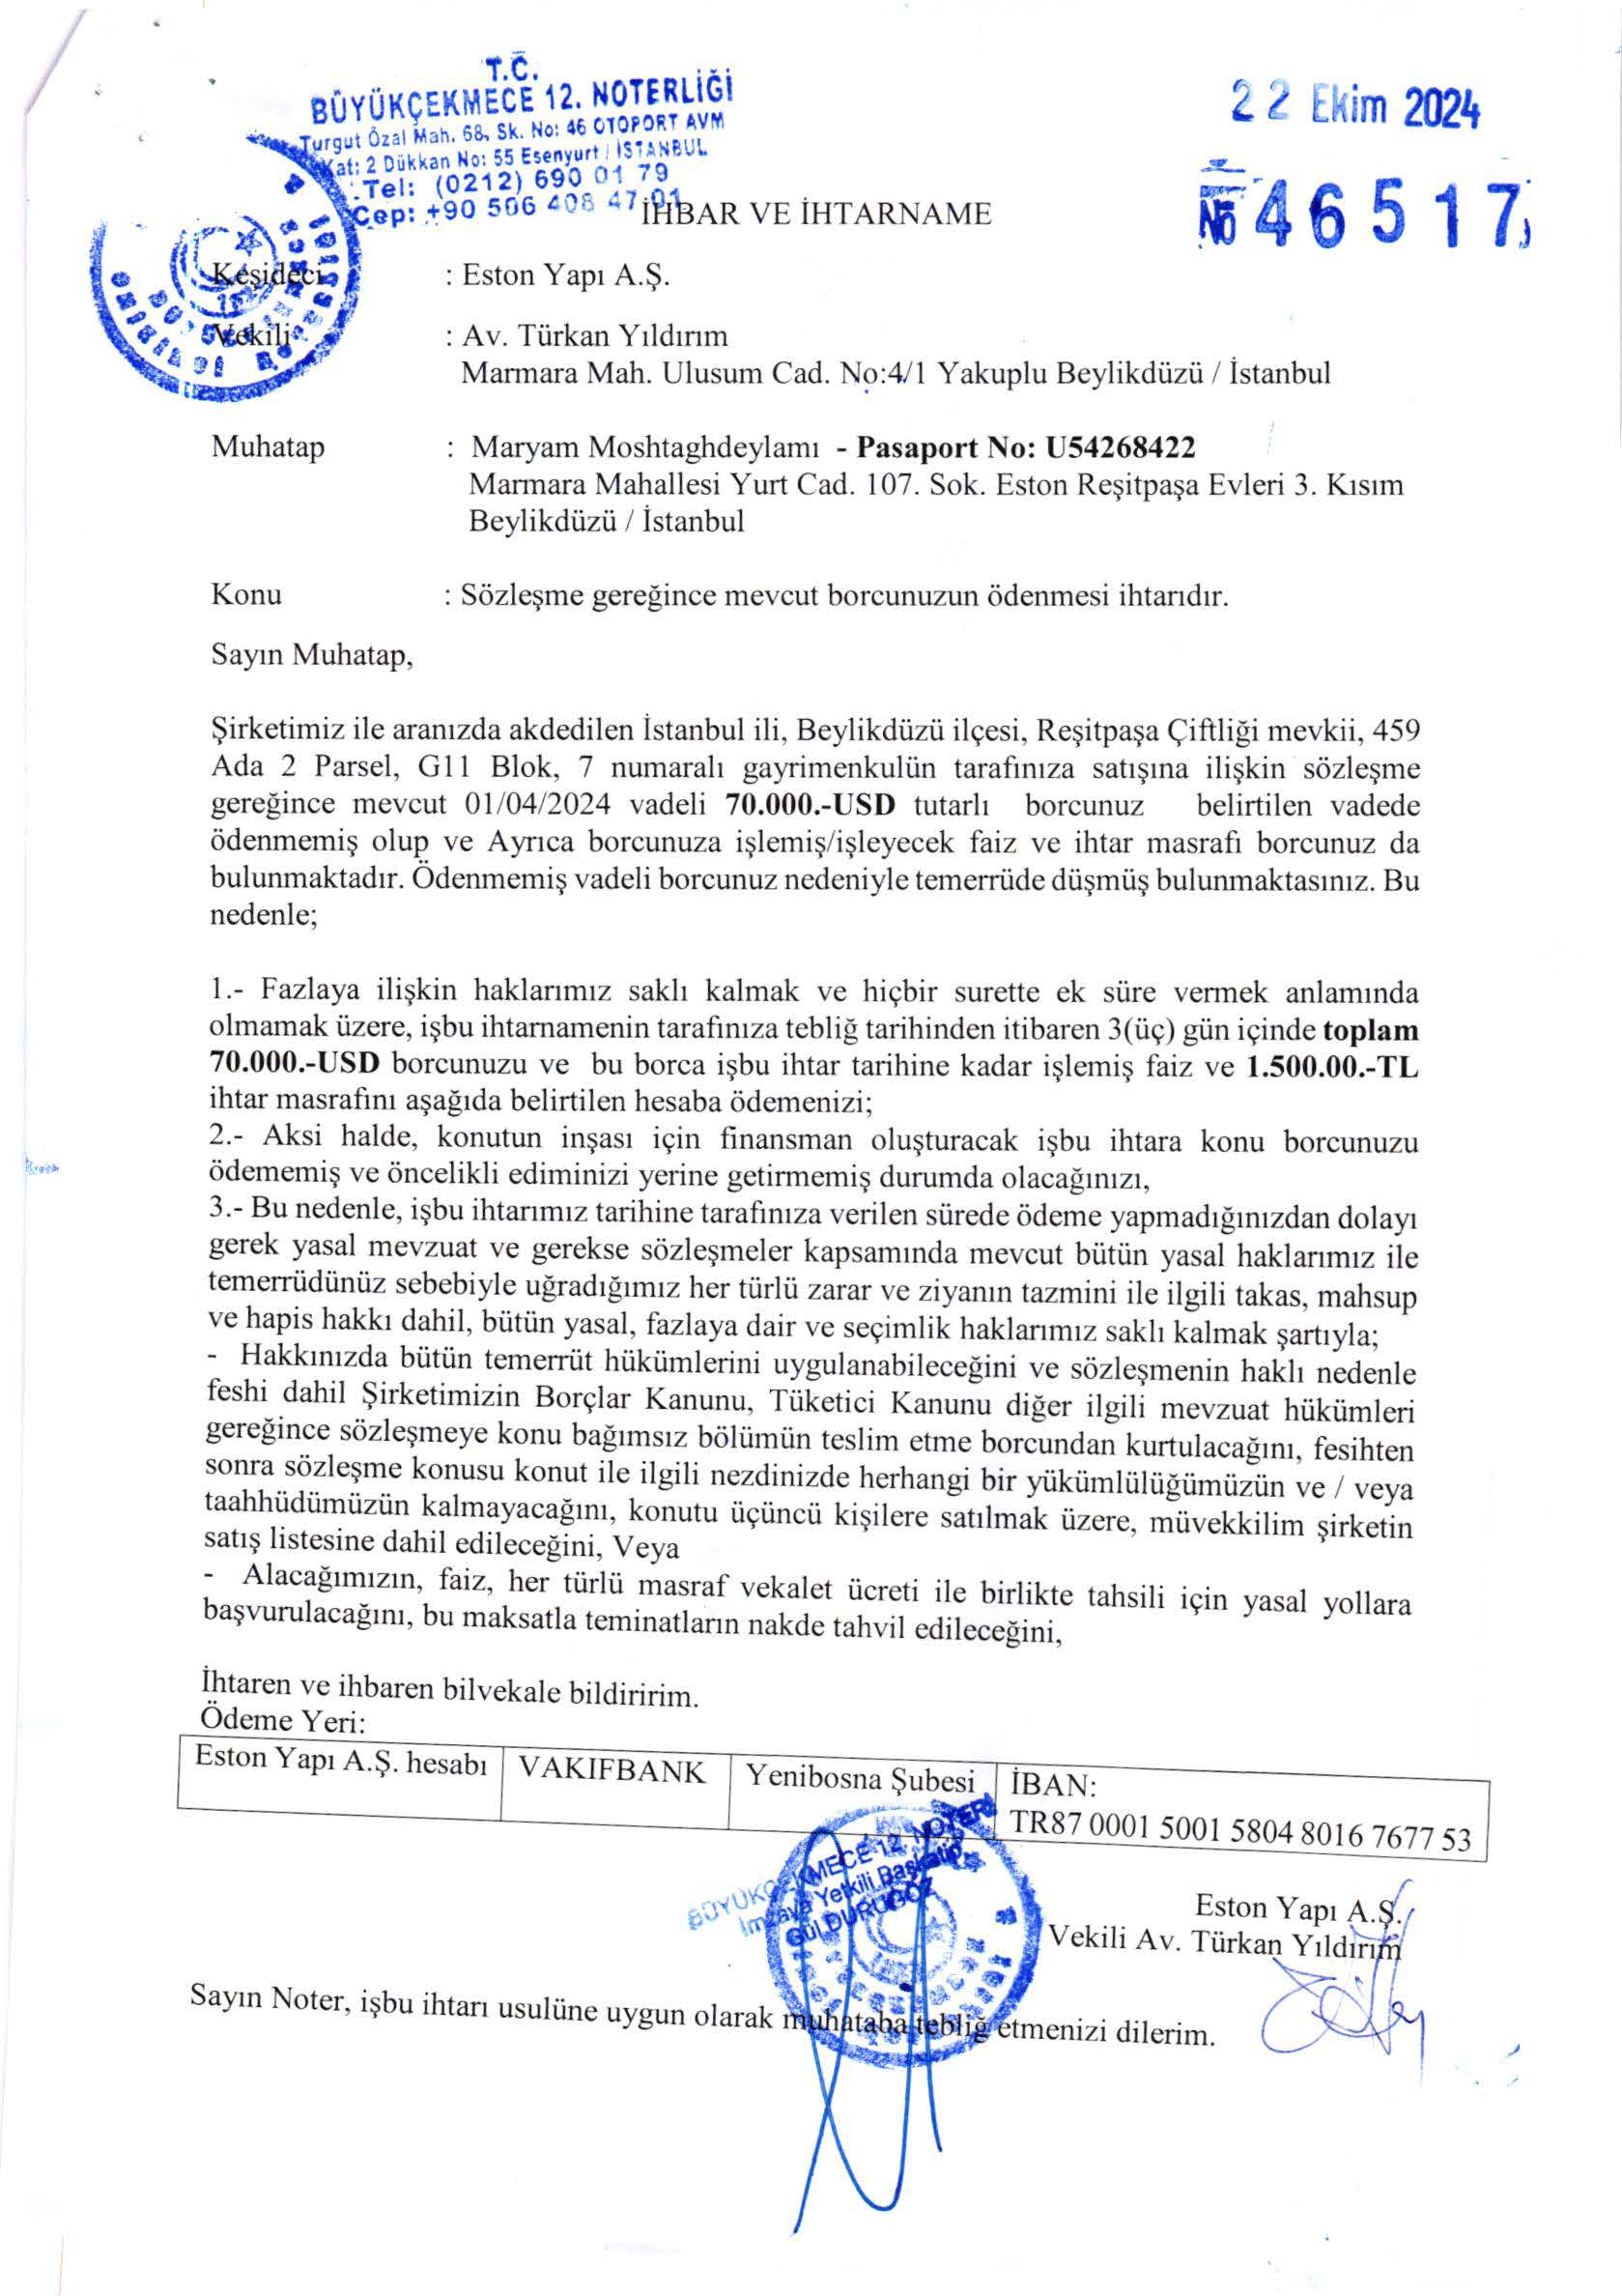 T.C.
BÜYÜKÇEKMECE 12. NOTERLİĞİ
Turgut Özal Mah. 68. Sk. No: 46 OTOPORT AVM
Kat: 2 Dükkan No: 55 Esenyurt / İSTANBUL
Tel: (0212) 690 01 79
Cep: +90 506 408 47 01
22 Ekim 2024
№ 46517
İHBAR VE İHTARNAME
Keşideci : Eston Yapı A.Ş.
Vekili : Av. Türkan Yıldırım
Marmara Mah. Ulusum Cad. No:4/1 Yakuplu Beylikdüzü / İstanbul
Muhatap : Maryam Moshtaghdeylamı - Pasaport No: U54268422
Marmara Mahallesi Yurt Cad. 107. Sok. Eston Reşitpaşa Evleri 3. Kısım
Beylikdüzü / İstanbul
Konu : Sözleşme gereğince mevcut borcunuzun ödenmesi ihtarıdır.
Sayın Muhatap,
Şirketimiz ile aranızda akdedilen İstanbul ili, Beylikdüzü ilçesi, Reşitpaşa Çiftliği mevkii, 459
Ada 2 Parsel, G11 Blok, 7 numaralı gayrimenkulün tarafınıza satışına ilişkin sözleşme
gereğince mevcut 01/04/2024 vadeli 70.000.-USD tutarlı borcunuz belirtilen vadede
ödenmemiş olup ve Ayrıca borcunuza işlemiş/işleyecek faiz ve ihtar masrafı borcunuz da
bulunmaktadır. Ödenmemiş vadeli borcunuz nedeniyle temerrüde düşmüş bulunmaktasınız. Bu
nedenle;
1.- Fazlaya ilişkin haklarımız saklı kalmak ve hiçbir surette ek süre vermek anlamında
olmamak üzere, işbu ihtarnamenin tarafınıza tebliğ tarihinden itibaren 3(üç) gün içinde toplam
70.000.-USD borcunuzu ve bu borca işbu ihtar tarihine kadar işlemiş faiz ve 1.500.00.-TL
ihtar masrafını aşağıda belirtilen hesaba ödemenizi;
2.- Aksi halde, konutun inşası için finansman oluşturacak işbu ihtara konu borcunuzu
ödememiş ve öncelikli ediminizi yerine getirmemiş durumda olacağınızı,
3.- Bu nedenle, işbu ihtarımız tarihine tarafınıza verilen sürede ödeme yapmadığınızdan dolayı
gerek yasal mevzuat ve gerekse sözleşmeler kapsamında mevcut bütün yasal haklarımız ile
temerrüdünüz sebebiyle uğradığımız her türlü zarar ve ziyanın tazmini ile ilgili takas, mahsup
ve hapis hakkı dahil, bütün yasal, fazlaya dair ve seçimlik haklarımız saklı kalmak şartıyla;
- Hakkınızda bütün temerrüt hükümlerini uygulanabileceğini ve sözleşmenin haklı nedenle
feshi dahil Şirketimizin Borçlar Kanunu, Tüketici Kanunu diğer ilgili mevzuat hükümleri
gereğince sözleşmeye konu bağımsız bölümün teslim etme borcundan kurtulacağını, fesihten
sonra sözleşme konusu konut ile ilgili nezdinizde herhangi bir yükümlülüğümüzün ve / veya
taahhüdümüzün kalmayacağını, konutu üçüncü kişilere satılmak üzere, müvekkilim şirketin
satış listesine dahil edileceğini, Veya
- Alacağımızın, faiz, her türlü masraf vekalet ücreti ile birlikte tahsili için yasal yollara
başvurulacağını, bu maksatla teminatların nakde tahvil edileceğini,
İhtaren ve ihbaren bilvekale bildiririm.
Ödeme Yeri:
Eston Yapı A.Ş. hesabı VAKIFBANK Yenibosna Şubesi İBAN:
TR87 0001 5001 5804 8016 7677 53
BÜYÜKÇEKMECE 12. NOTERİ
İmzaya Yetkili Başkatip
Gül DURUGÖZ
Eston Yapı A.Ş.
Vekili Av. Türkan Yıldırım
Sayın Noter, işbu ihtarı usulüne uygun olarak muhataba tebliğ etmenizi dilerim.